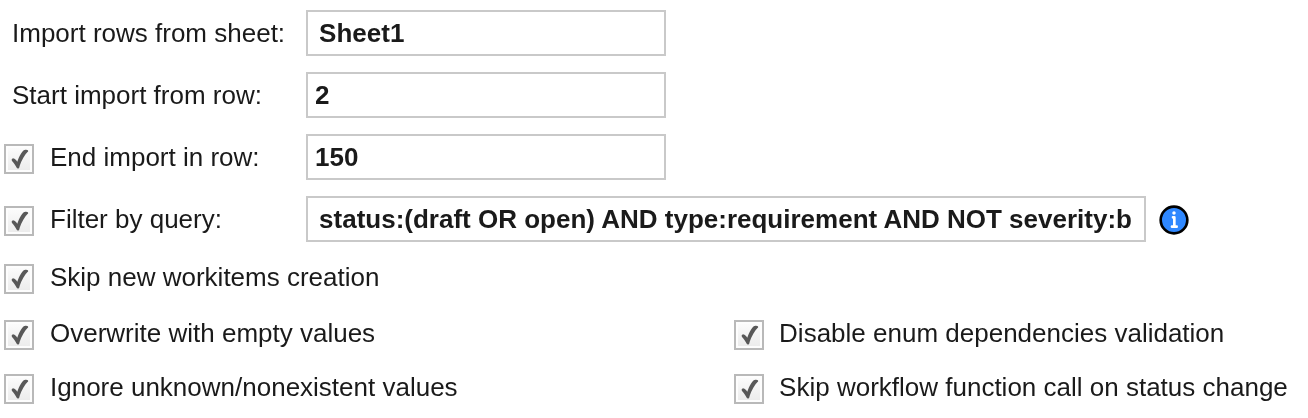 Import rows from sheet: Sheet1
Start import from row: 2
End import in row: 150
Filter by query: status:(draft OR open) AND type:requirement AND NOT severity:b
Skip new workitems creation
Overwrite with empty values Disable enum dependencies validation
Ignore unknown/nonexistent values Skip workflow function call on status change